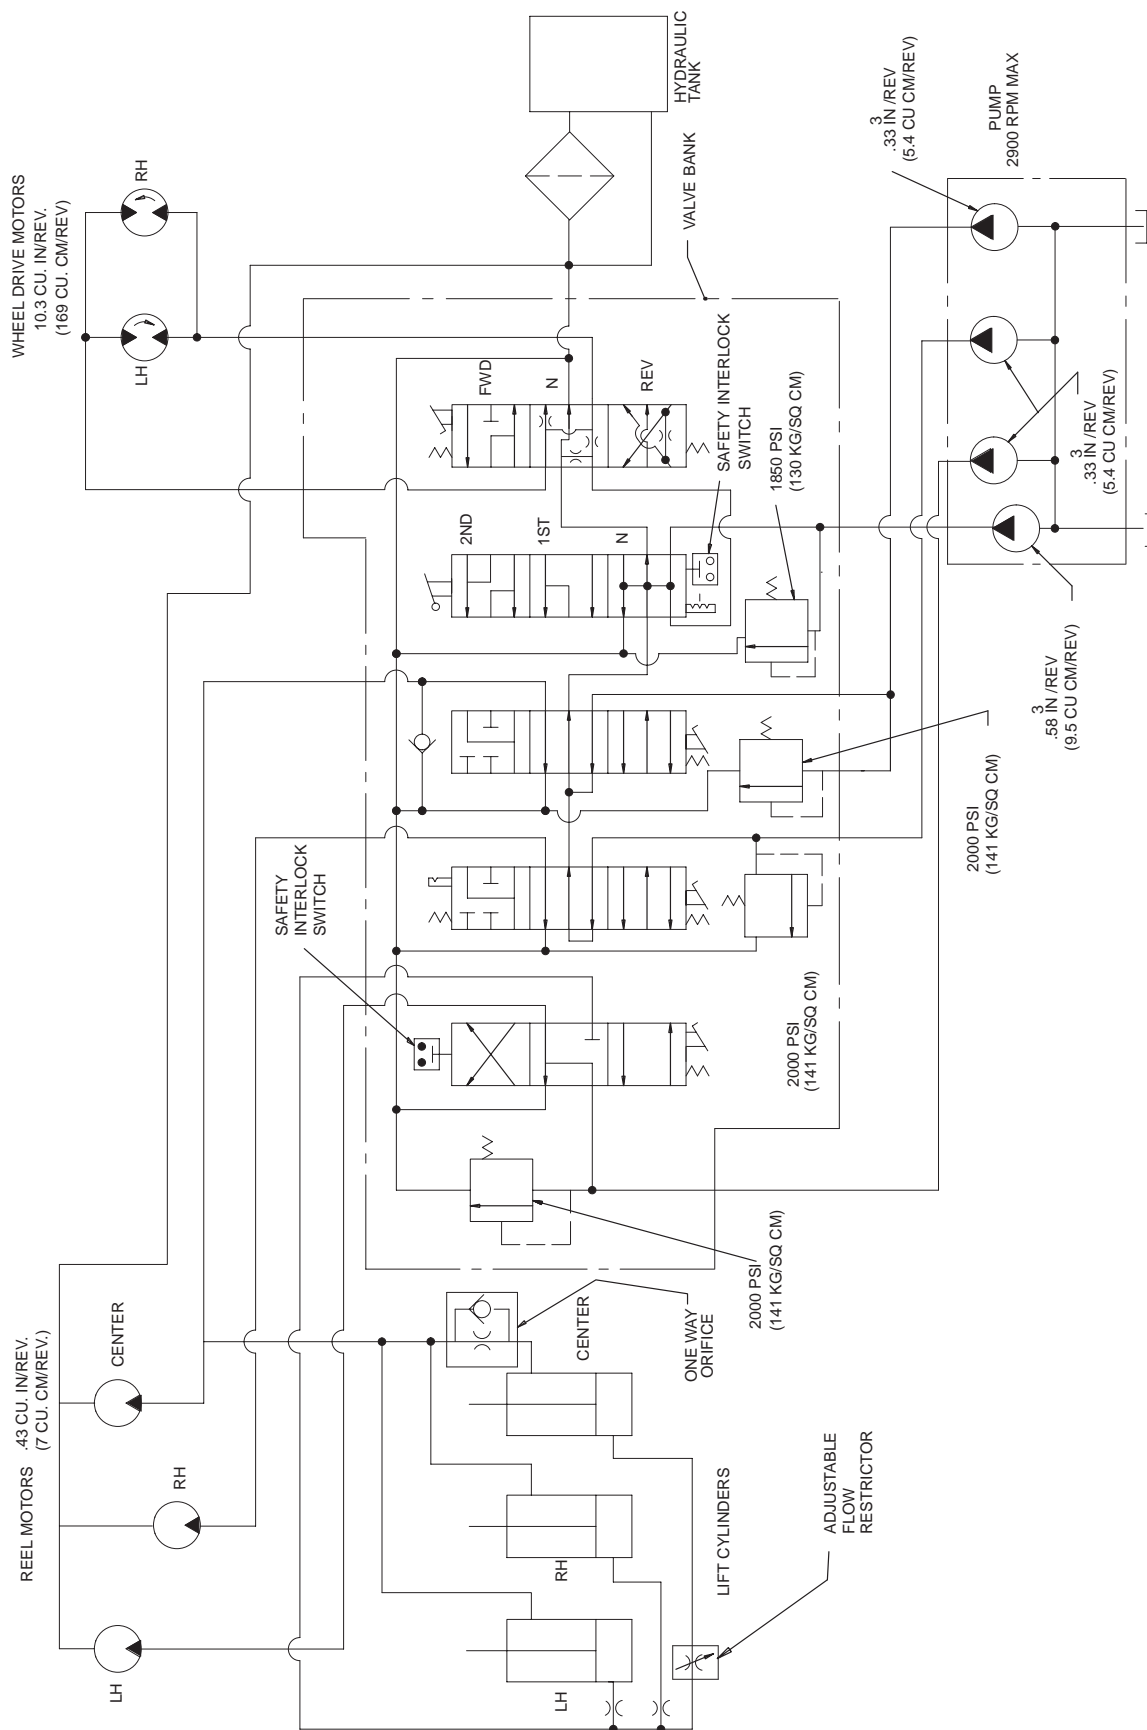 REEL MOTORS .43 CU. IN/REV.
(7 CU. CM/REV.)
LH
RH
CENTER
WHEEL DRIVE MOTORS
10.3 CU. IN/REV.
(169 CU. CM/REV)
LH
RH
HYDRAULIC
TANK
VALVE BANK
SAFETY
INTERLOCK
SWITCH
2ND
1ST
N
FWD
N
REV
SAFETY INTERLOCK
SWITCH
1850 PSI
(130 KG/SQ CM)
2000 PSI
(141 KG/SQ CM)
2000 PSI
(141 KG/SQ CM)
2000 PSI
(141 KG/SQ CM)
ONE WAY
ORIFICE
LH
RH
CENTER
LIFT CYLINDERS
ADJUSTABLE
FLOW
RESTRICTOR
3
.58 IN /REV
(9.5 CU CM/REV)
3
.33 IN /REV
(5.4 CU CM/REV)
3
.33 IN /REV
(5.4 CU CM/REV)
PUMP
2900 RPM MAX